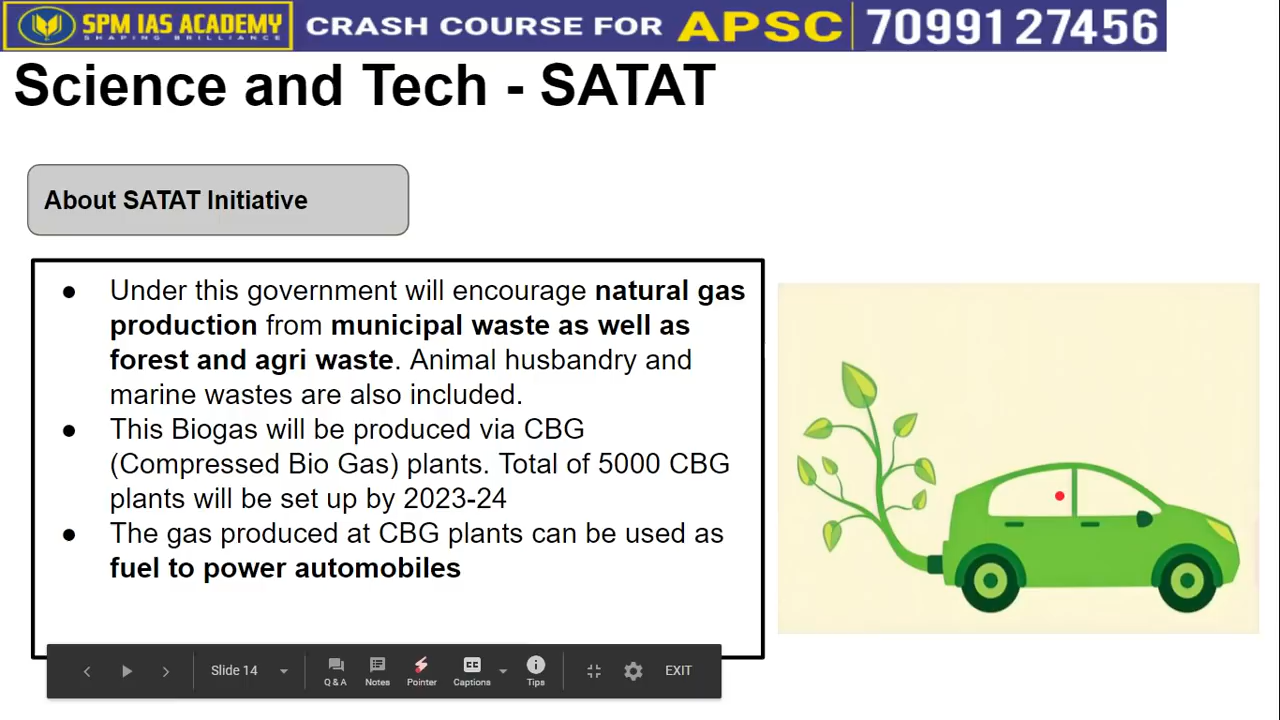 SPM IAS ACADEMY
SHAPING BRILLIANCE
CRASH COURSE FOR APSC 70991 27456
Science and Tech - SATAT
About SATAT Initiative
● Under this government will encourage natural gas
production from municipal waste as well as
forest and agri waste. Animal husbandry and
marine wastes are also included.
● This Biogas will be produced via CBG
(Compressed Bio Gas) plants. Total of 5000 CBG
plants will be set up by 2023-24
● The gas produced at CBG plants can be used as
fuel to power automobiles
Slide 14
Q & A Notes Pointer Captions Tips
EXIT